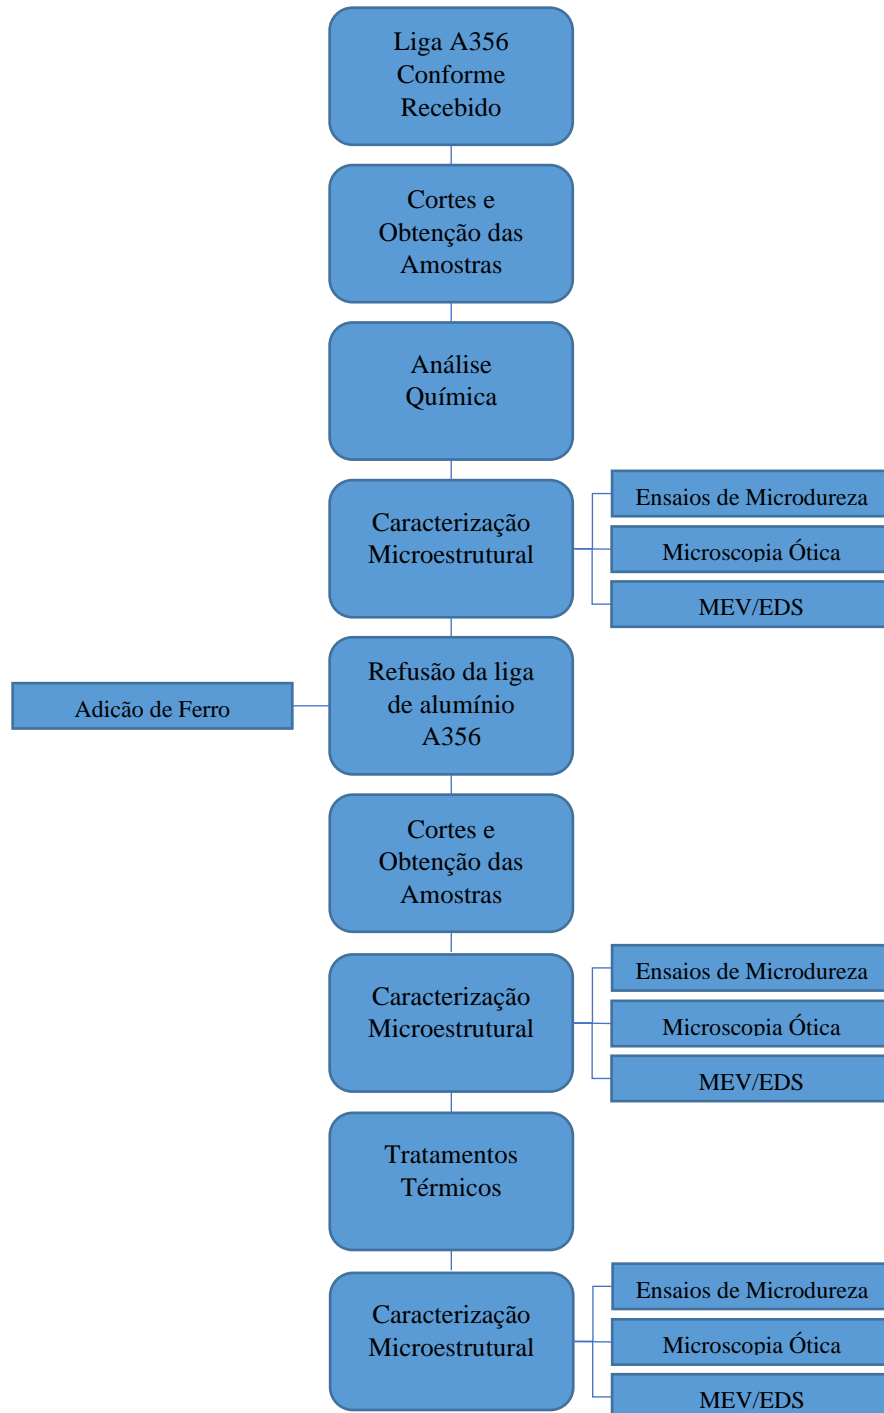 Liga A356
Conforme
Recebido
Cortes e
Obtenção das
Amostras
Análise
Química
Caracterização
Microestrutural
Ensaios de Microdureza
Microscopia Ótica
MEV/EDS
Refusão da liga
de alumínio
A356
Adicão de Ferro
Cortes e
Obtenção das
Amostras
Caracterização
Microestrutural
Ensaios de Microdureza
Microscopia Ótica
MEV/EDS
Tratamentos
Térmicos
Caracterização
Microestrutural
Ensaios de Microdureza
Microscopia Ótica
MEV/EDS